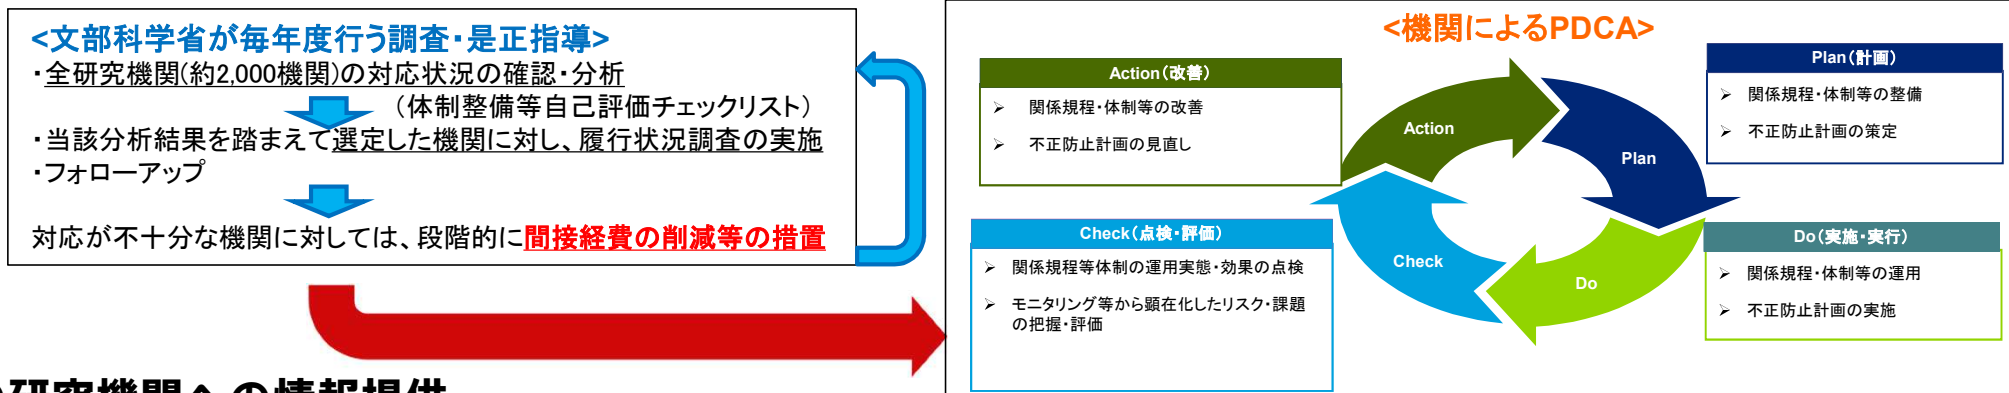 <文部科学省が毎年度行う調査・是正指導>
・全研究機関(約2,000機関)の対応状況の確認・分析
（体制整備等自己評価チェックリスト）
・当該分析結果を踏まえて選定した機関に対し、履行状況調査の実施
・フォローアップ
対応が不十分な機関に対しては、段階的に間接経費の削減等の措置
<機関によるPDCA>
Action（改善）
➢ 関係規程・体制等の改善
➢ 不正防止計画の見直し
Plan（計画）
➢ 関係規程・体制等の整備
➢ 不正防止計画の策定
Action
Plan
Check
Do
Check（点検・評価）
➢ 関係規程等体制の運用実態・効果の点検
➢ モニタリング等から顕在化したリスク・課題
の把握・評価
Do（実施・実行）
➢ 関係規程・体制等の運用
➢ 不正防止計画の実施
研究機関への情報提供